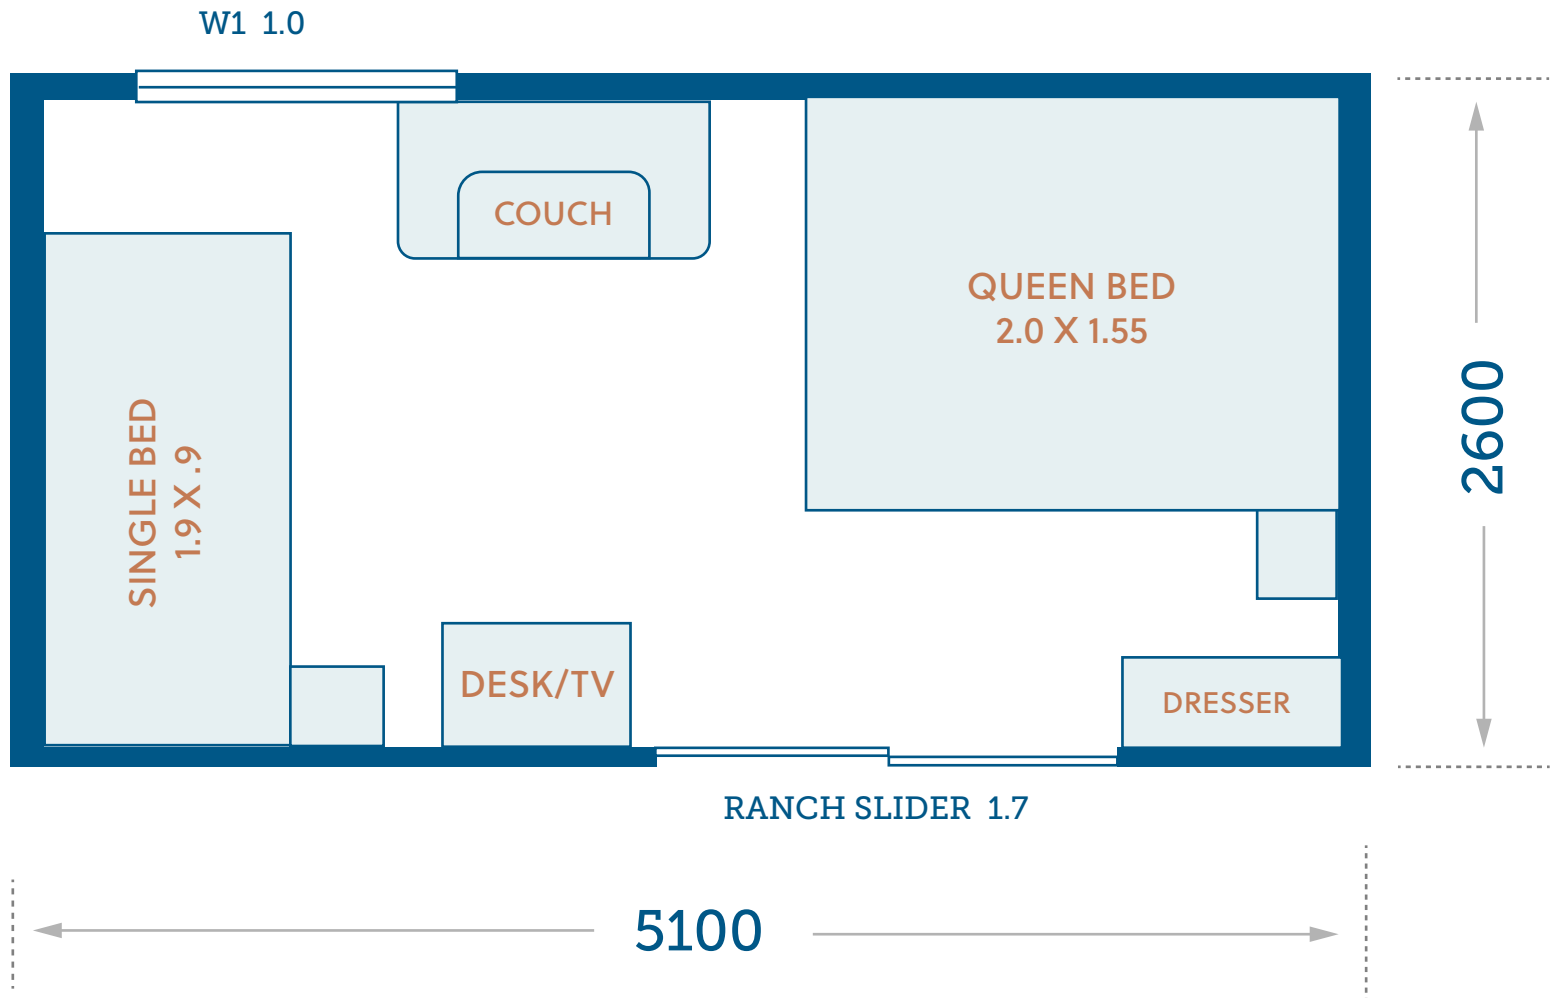 W1 1.0
COUCH
QUEEN BED
2.0 X 1.55
SINGLE BED
1.9 X .9
2600
DESK/TV
DRESSER
RANCH SLIDER 1.7
5100